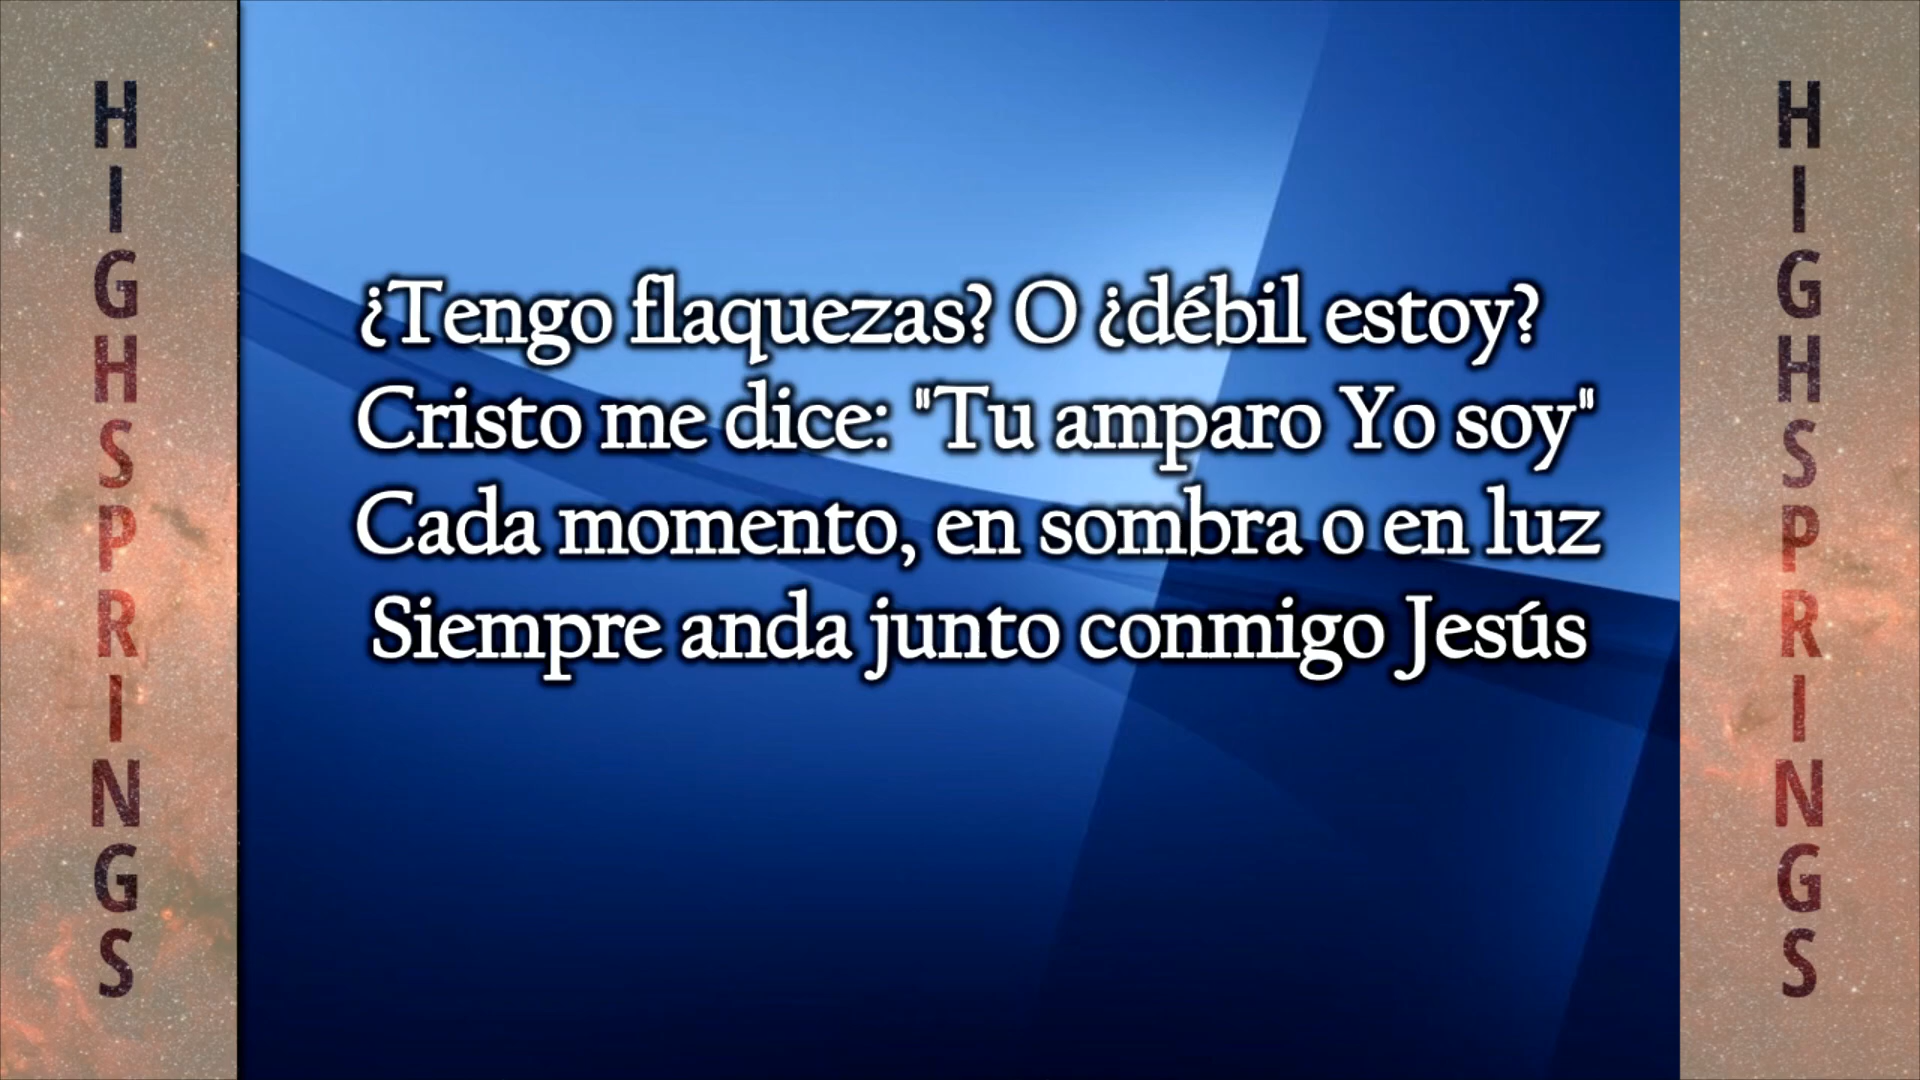 HIGHSPRINGS
¿Tengo flaquezas? O ¿débil estoy?
Cristo me dice: "Tu amparo Yo soy"
Cada momento, en sombra o en luz
Siempre anda junto conmigo Jesús
HIGHSPRINGS